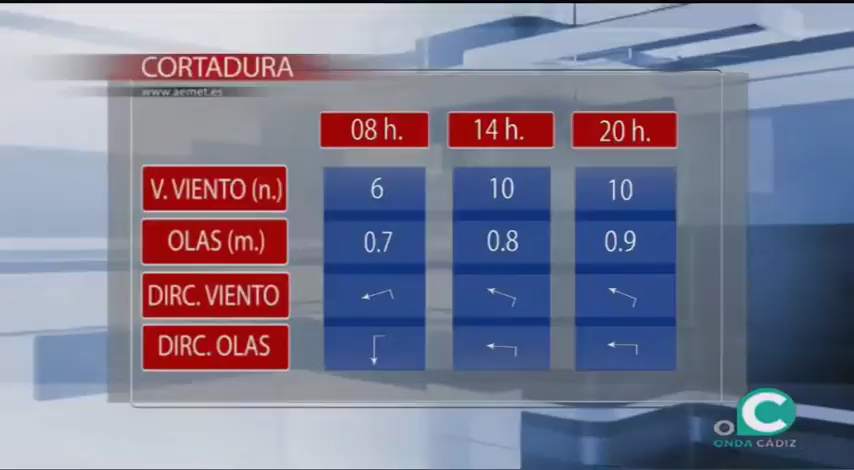 CORTADURA
www.aemet.es
08 h. 14 h. 20 h.
V. VIENTO (n.) 6 10 10
OLAS (m.) 0.7 0.8 0.9
DIRC. VIENTO
DIRC. OLAS
OC
ONDA CÁDIZ